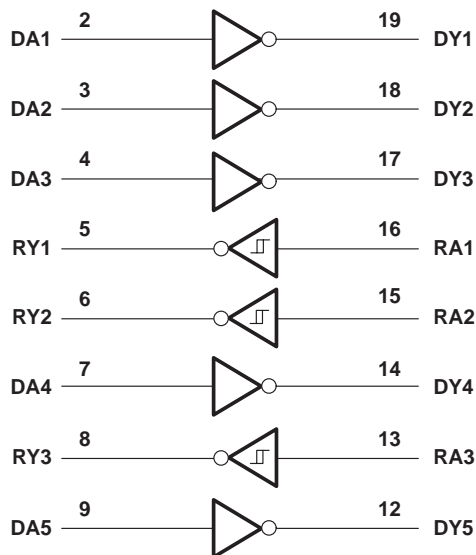 DA1 2 19 DY1
DA2 3 18 DY2
DA3 4 17 DY3
RY1 5 16 RA1
RY2 6 15 RA2
DA4 7 14 DY4
RY3 8 13 RA3
DA5 9 12 DY5